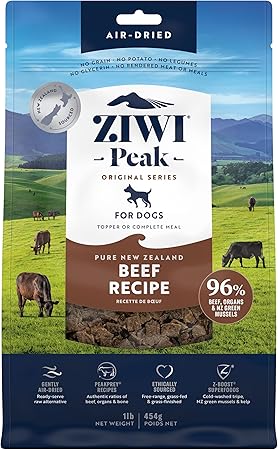 AIR-DRIED
NO GRAIN • NO POTATO • NO LEGUMES
NO GLYCERIN • NO RENDERED MEAT OR MEALS
NEW ZEALAND
SOURCED
ZIWI
Peak
ORIGINAL SERIES
FOR DOGS
TOPPER OR COMPLETE MEAL
PURE NEW ZEALAND
BEEF
RECIPE
RECETTE DE BŒUF
96%
BEEF, ORGANS
& NZ GREEN
MUSSELS
GENTLY
AIR-DRIED
Ready-serve
raw alternative
PEAKPREY®
RECIPES
Authentic ratios of
beef, organs & bone
ETHICALLY
SOURCED
Free-range, grass-fed
& grass-finished
Z-BOOST®
SUPERFOODS
Cold-washed tripe,
NZ green mussels & kelp
1lb 454g
NET WEIGHT POIDS NET